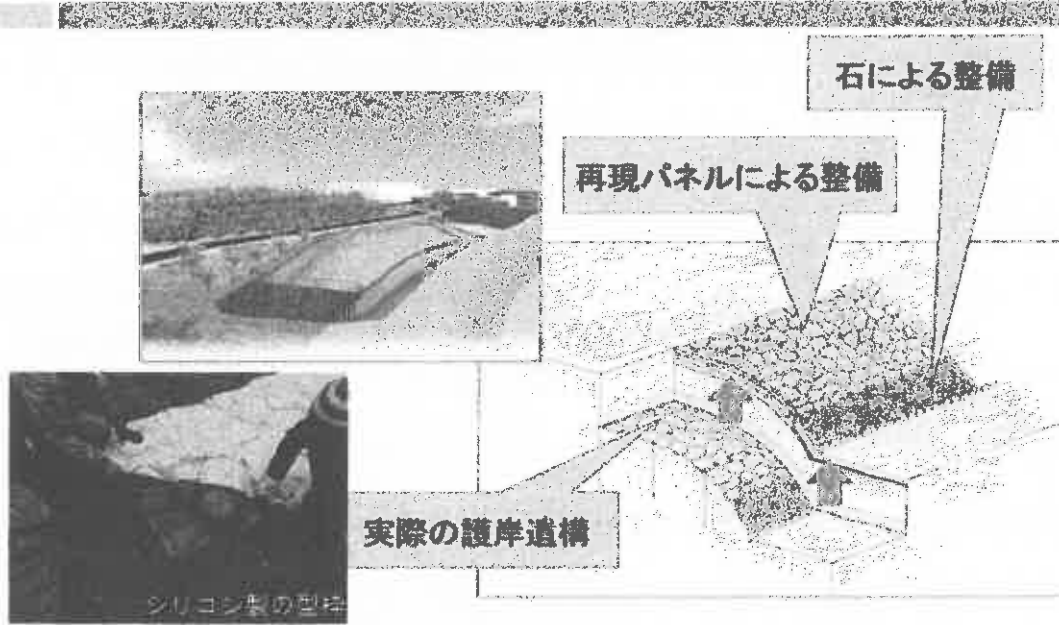 石による整備
再現パネルによる整備
実際の護岸遺構
シリコン製の型枠